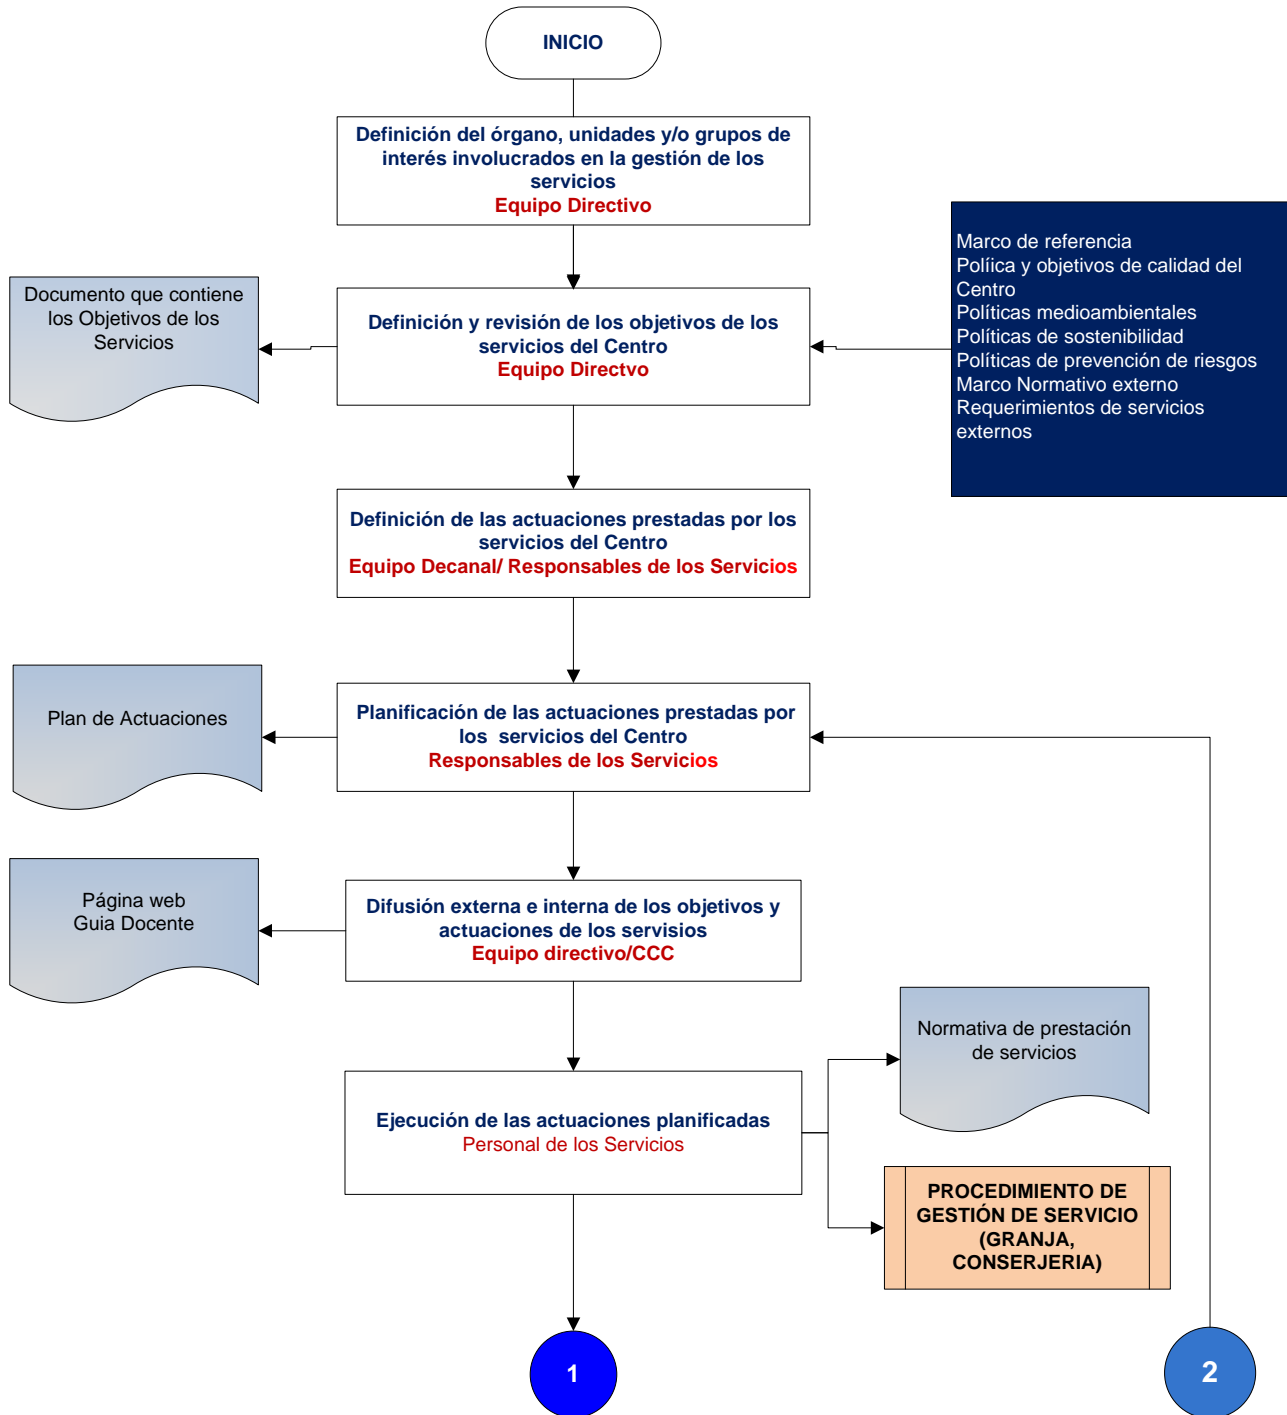 INICIO
Definición del órgano, unidades y/o grupos de
interés involucrados en la gestión de los
servicios
Equipo Directivo
Marco de referencia
Políica y objetivos de calidad del
Centro
Políticas medioambientales
Políticas de sostenibilidad
Políticas de prevención de riesgos
Marco Normativo externo
Requerimientos de servicios
externos
Documento que contiene
los Objetivos de los
Servicios
Definición y revisión de los objetivos de los
servicios del Centro
Equipo Directvo
Definición de las actuaciones prestadas por los
servicios del Centro
Equipo Decanal/ Responsables de los Servicios
Plan de Actuaciones
Planificación de las actuaciones prestadas por
los servicios del Centro
Responsables de los Servicios
Página web
Guia Docente
Difusión externa e interna de los objetivos y
actuaciones de los servisios
Equipo directivo/CCC
Normativa de prestación
de servicios
Ejecución de las actuaciones planificadas
Personal de los Servicios
PROCEDIMIENTO DE
GESTIÓN DE SERVICIO
(GRANJA,
CONSERJERIA)
1
2